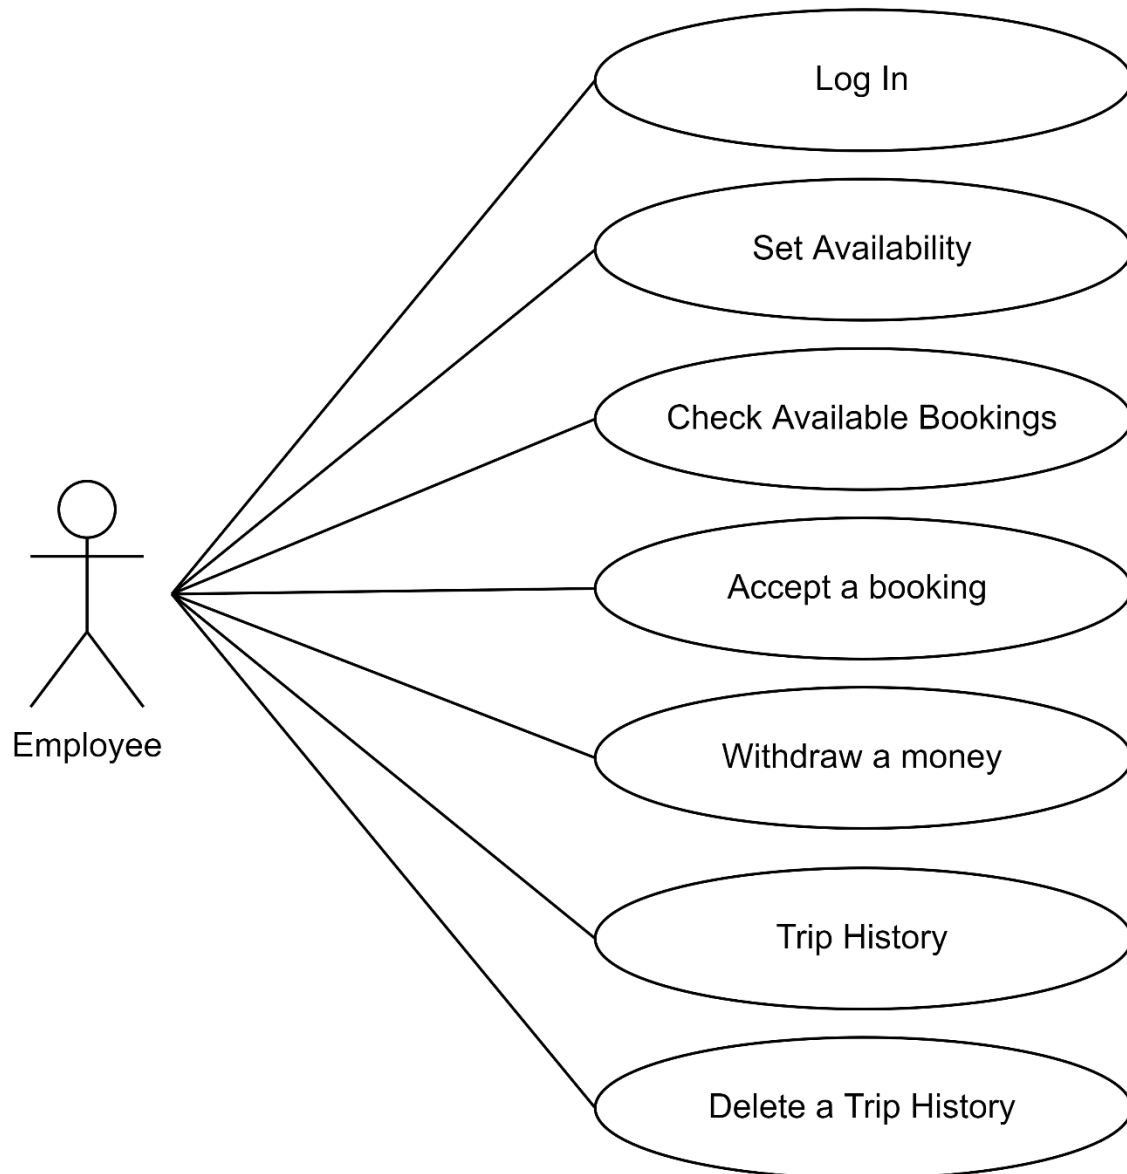 Log In
Set Availability
Check Available Bookings
Accept a booking
Employee
Withdraw a money
Trip History
Delete a Trip History